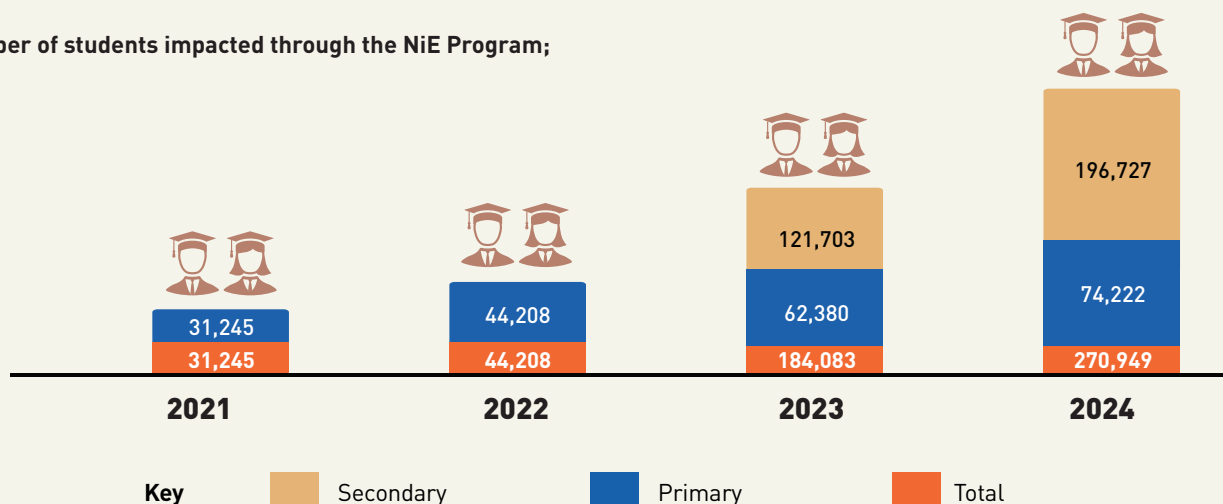 of students impacted through the NiE Program;
196,727
121,703
74,222
44,208
62,380
31,245
31,245
44,208
184,083
270,949
2021
2022
2023
2024
Key
Secondary
Primary
Total